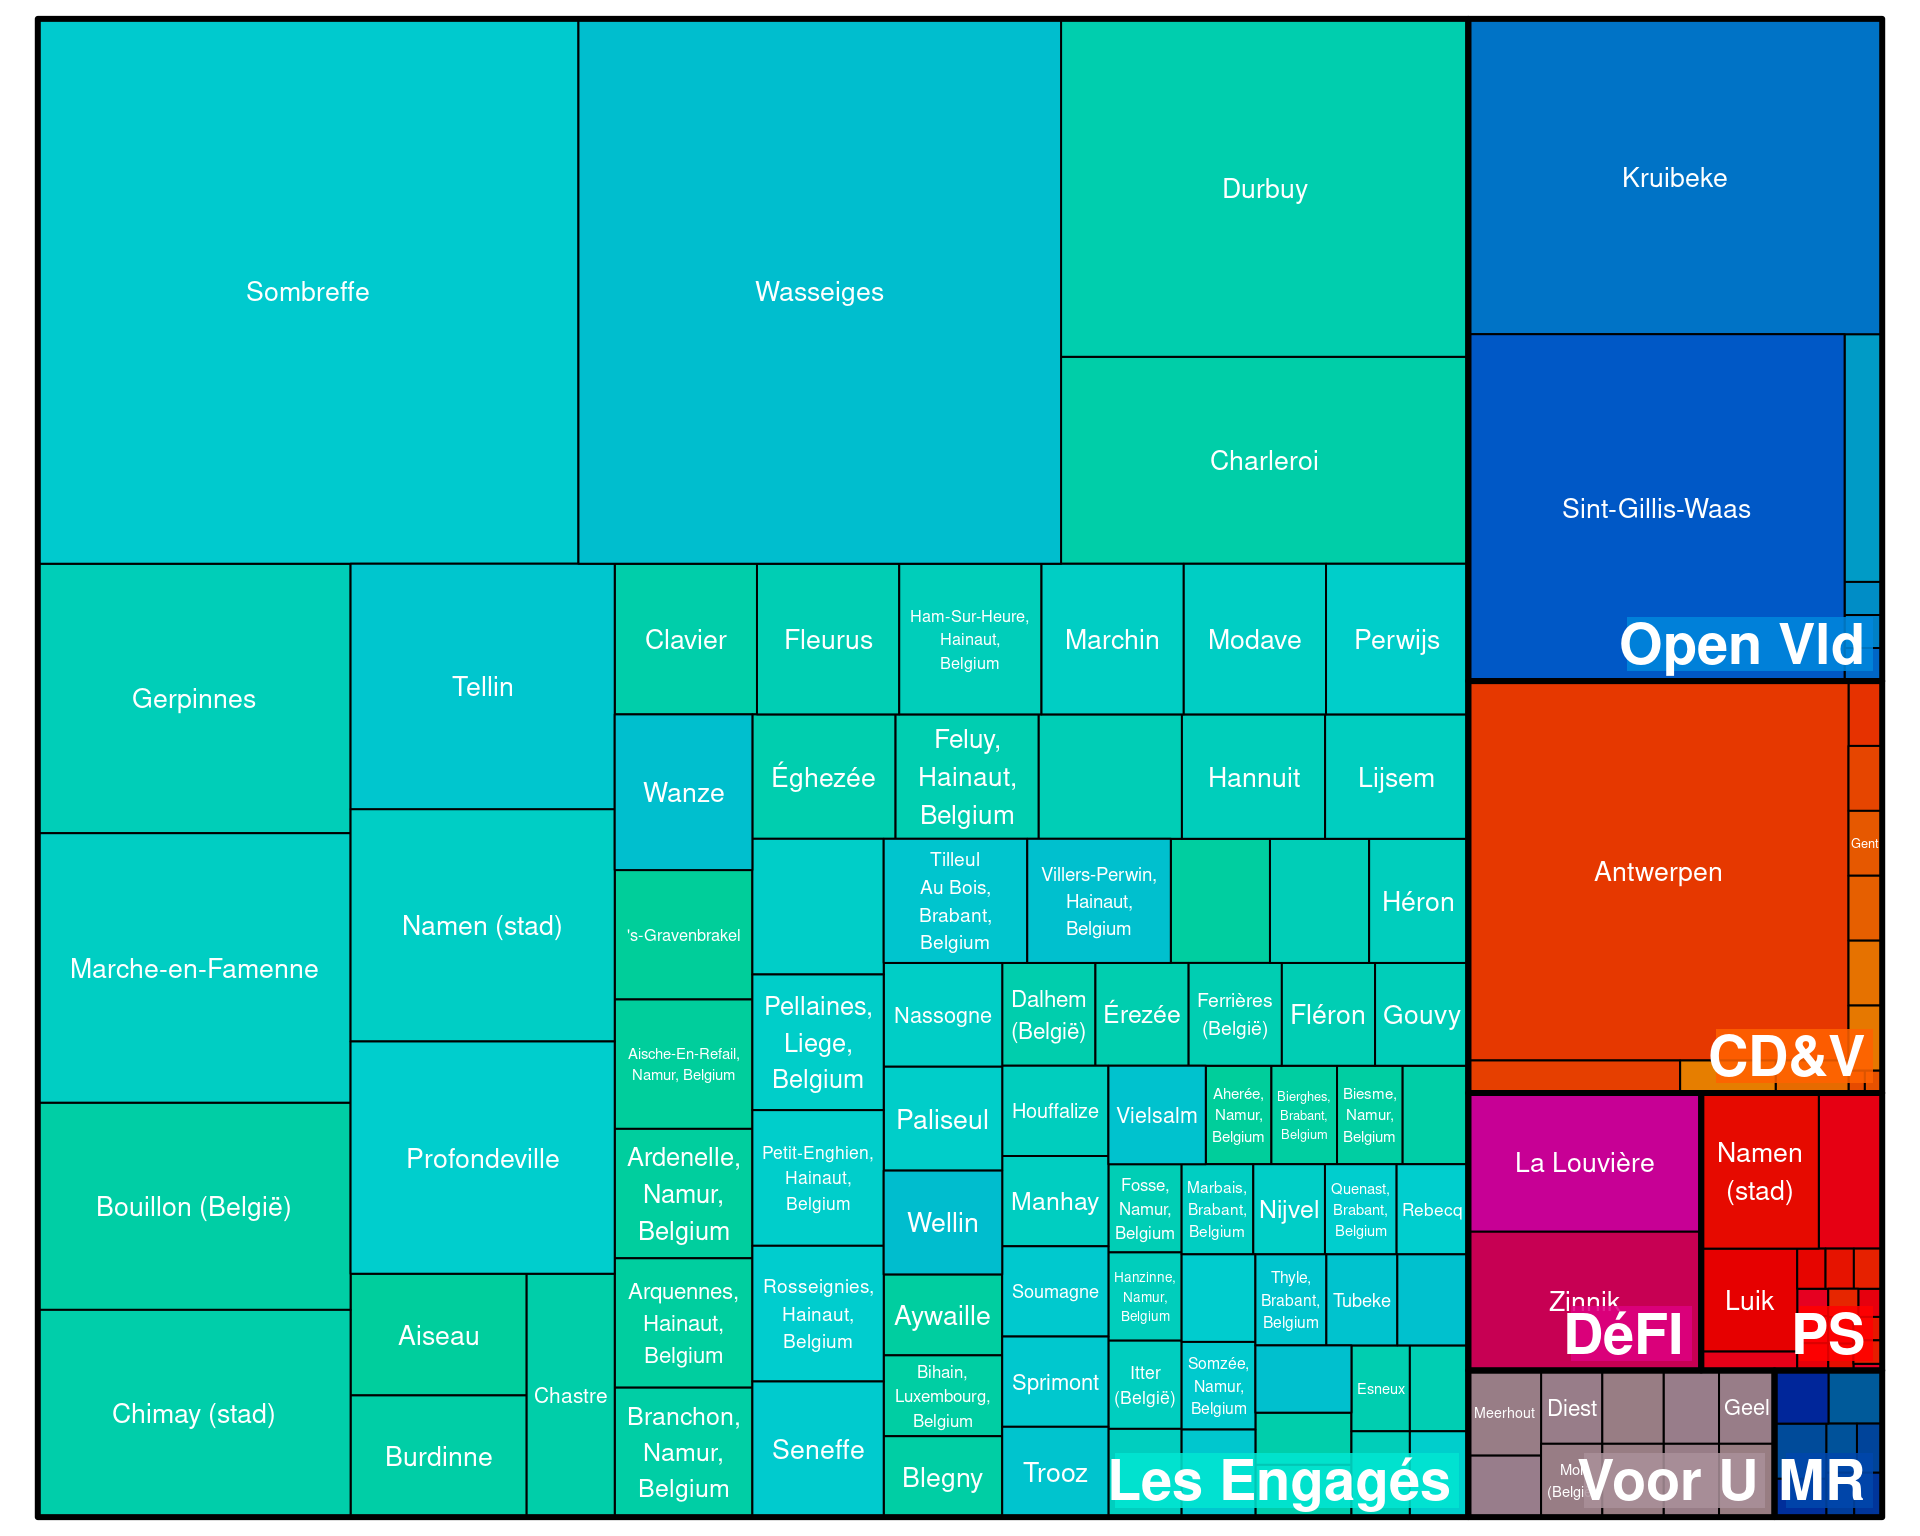 Sombreffe
Wasseiges
Durbuy
Charleroi
Gerpinnes
Marche-en-Famenne
Bouillon (België)
Chimay (stad)
Tellin
Namen (stad)
Profondeville
Aiseau
Burdinne
Chastre
Clavier
Fleurus
Ham-Sur-Heure,
Hainaut,
Belgium
Marchin
Modave
Perwijs
Wanze
Éghezée
Feluy,
Hainaut,
Belgium
Hannuit
Lijsem
's-Gravenbrakel
Aische-En-Refail,
Namur, Belgium
Ardenelle,
Namur,
Belgium
Arquennes,
Hainaut,
Belgium
Branchon,
Namur,
Belgium
Pellaines,
Liege,
Belgium
Petit-Enghien,
Hainaut,
Belgium
Rosseignies,
Hainaut,
Belgium
Seneffe
Tilleul
Au Bois,
Brabant,
Belgium
Villers-Perwin,
Hainaut,
Belgium
Héron
Nassogne
Paliseul
Wellin
Aywaille
Bihain,
Luxembourg,
Belgium
Blegny
Dalhem
(België)
Érezée
Ferrières
(België)
Fléron
Gouvy
Houffalize
Manhay
Soumagne
Sprimont
Trooz
Vielsalm
Aherée,
Namur,
Belgium
Bierghes,
Brabant,
Belgium
Biesme,
Namur,
Belgium
Fosse,
Namur,
Belgium
Marbais,
Brabant,
Belgium
Nijvel
Quenast,
Brabant,
Belgium
Rebecq
Hanzinne,
Namur,
Belgium
Thyle,
Brabant,
Belgium
Tubeke
Itter
(België)
Somzée,
Namur,
Belgium
Esneux
Les Engagés
Kruibeke
Sint-Gillis-Waas
Open Vld
Antwerpen
Gent
CD&V
La Louvière
Zinnik
DéFI
Namen
(stad)
Luik
PS
Meerhout
Diest
Geel
Voor U
MR